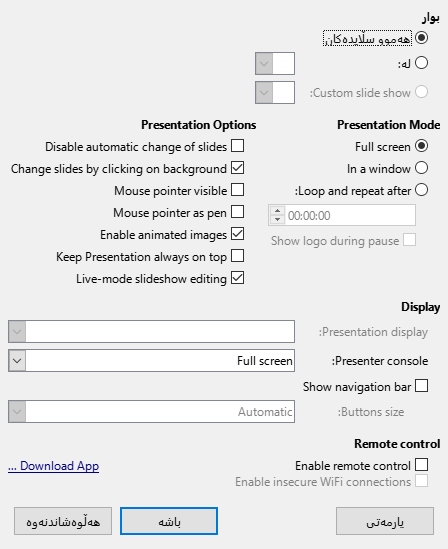 بوار
هەموو سڵایدەکان
لە:
Custom slide show:
Presentation Mode
Full screen
In a window
Loop and repeat after:
00:00:00
Show logo during pause
Presentation Options
Disable automatic change of slides
Change slides by clicking on background
Mouse pointer visible
Mouse pointer as pen
Enable animated images
Keep Presentation always on top
Live-mode slideshow editing
Display
Presentation display:
Presenter console:
Full screen
Show navigation bar
Buttons size:
Automatic
Remote control
Enable remote control
Download App ...
Enable insecure WiFi connections
یارمەتی
باشە
هەڵوەشاندنەوە